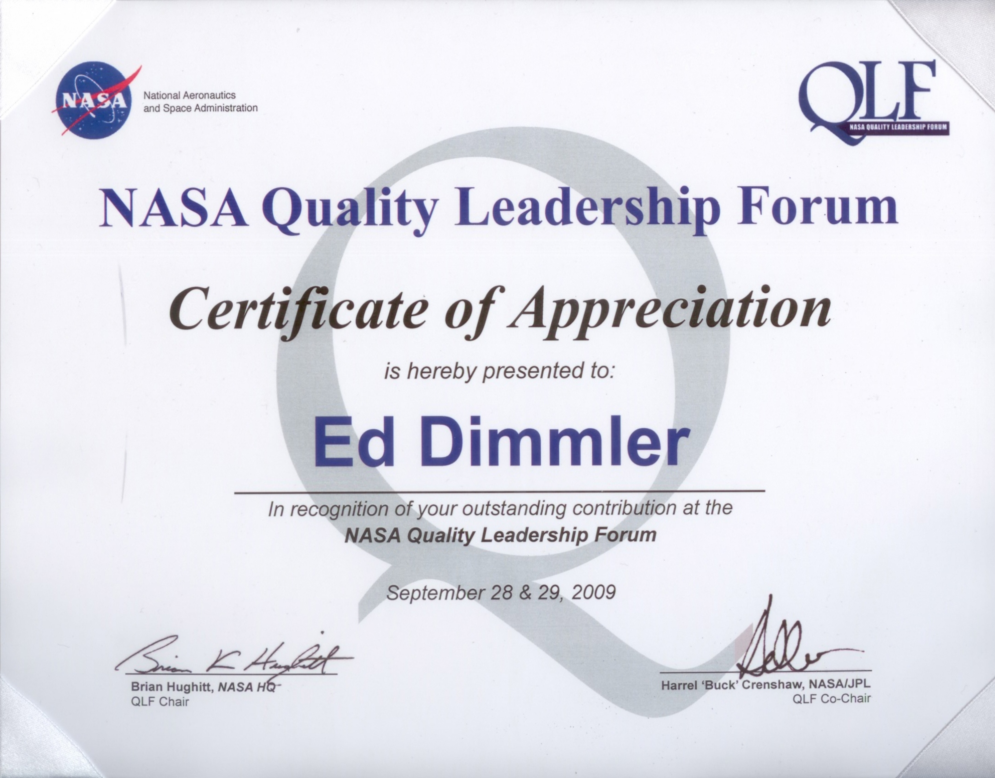 NASA
National Aeronautics
and Space Administration
QLF
NASA QUALITY LEADERSHIP FORUM
NASA Quality Leadership Forum
Certificate of Appreciation
is hereby presented to:
Ed Dimmler
In recognition of your outstanding contribution at the
NASA Quality Leadership Forum
September 28 & 29, 2009
Brian K Hughitt
Brian Hughitt, NASA HQ
QLF Chair
Harrel ‘Buck’ Crenshaw, NASA/JPL
QLF Co-Chair